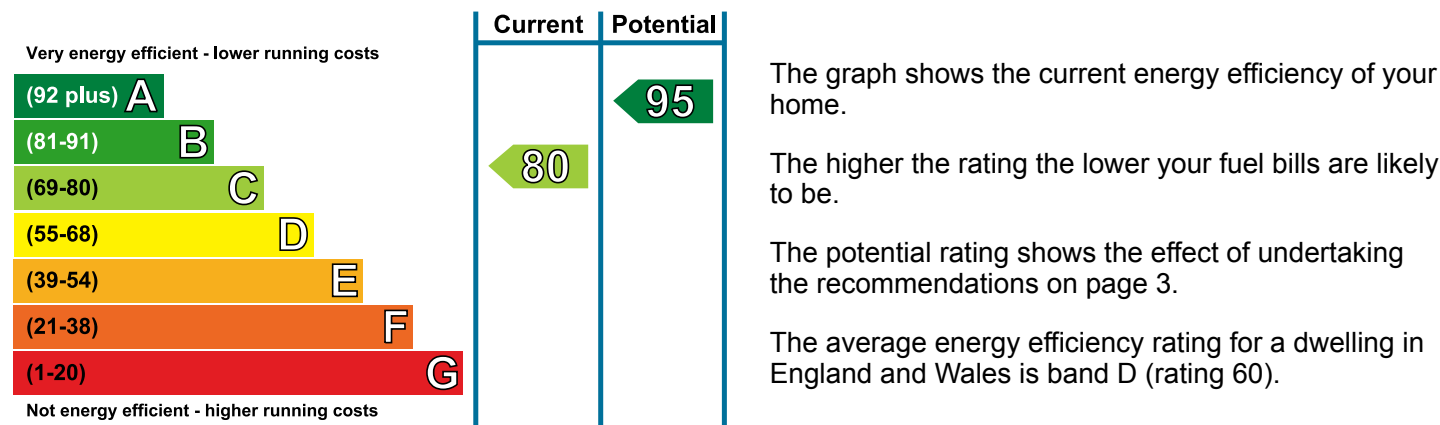 Current Potential
Very energy efficient - lower running costs
(92 plus) A
95
(81-91) B
80
(69-80) C
(55-68) D
(39-54) E
(21-38) F
(1-20) G
Not energy efficient - higher running costs
The graph shows the current energy efficiency of your
home.
The higher the rating the lower your fuel bills are likely
to be.
The potential rating shows the effect of undertaking
the recommendations on page 3.
The average energy efficiency rating for a dwelling in
England and Wales is band D (rating 60).